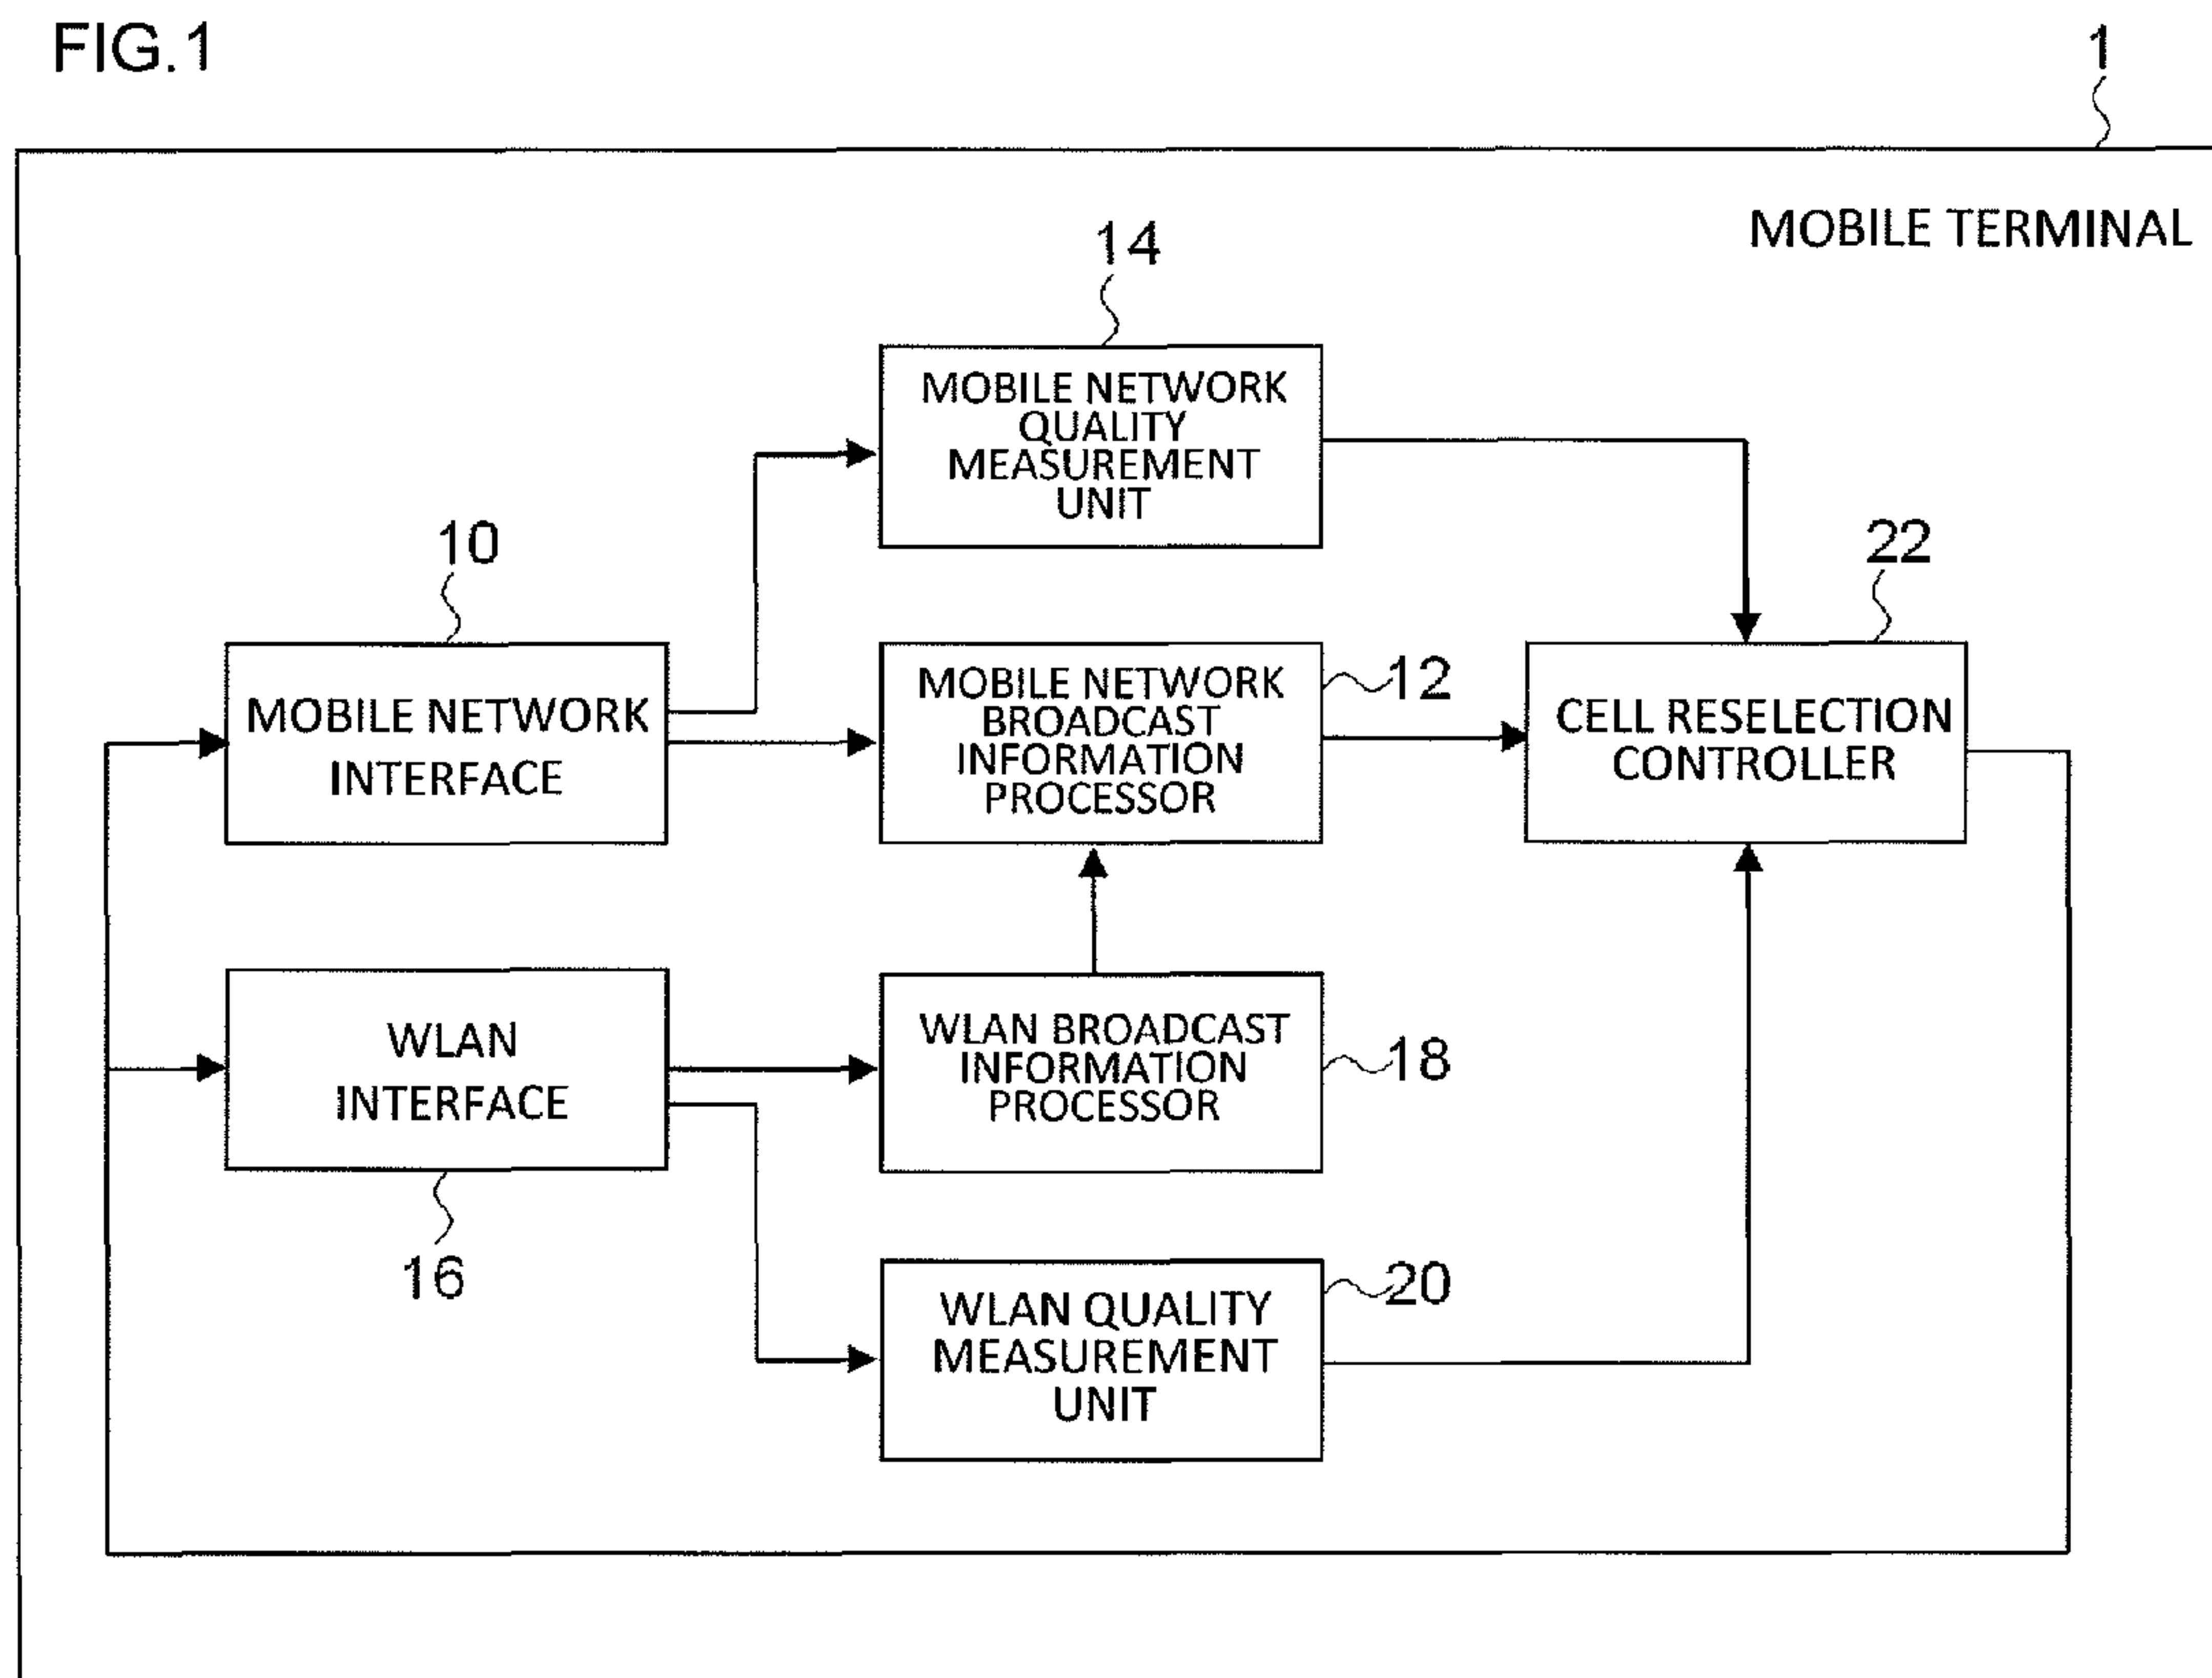 FIG.1
1
MOBILE TERMINAL
14
MOBILE NETWORK
QUALITY
MEASUREMENT
UNIT
10
MOBILE NETWORK
INTERFACE
12
MOBILE NETWORK
BROADCAST
INFORMATION
PROCESSOR
22
CELL RESELECTION
CONTROLLER
WLAN
INTERFACE
16
WLAN BROADCAST
INFORMATION
PROCESSOR
18
20
WLAN QUALITY
MEASUREMENT
UNIT